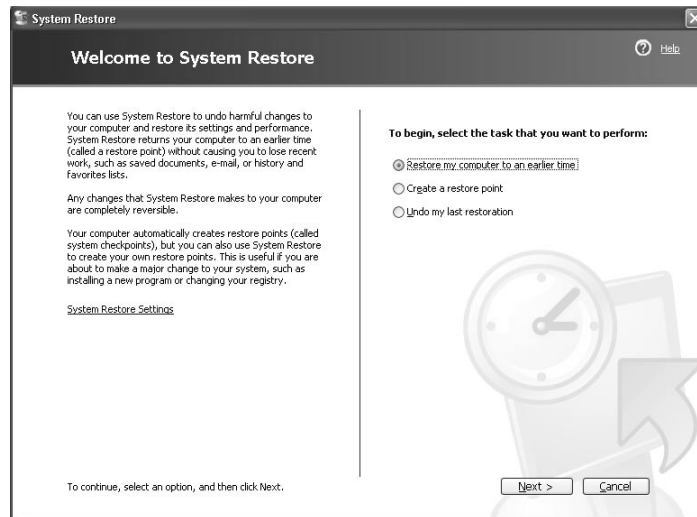 System Restore
Welcome to System Restore
Help
You can use System Restore to undo harmful changes to
your computer and restore its settings and performance.
System Restore returns your computer to an earlier time
(called a restore point) without causing you to lose recent
work, such as saved documents, e-mail, or history and
favorites lists.
Any changes that System Restore makes to your computer
are completely reversible.
Your computer automatically creates restore points (called
system checkpoints), but you can also use System Restore
to create your own restore points. This is useful if you are
about to make a major change to your system, such as
installing a new program or changing your registry.
System Restore Settings
To begin, select the task that you want to perform:
Restore my computer to an earlier time
Create a restore point
Undo my last restoration
To continue, select an option, and then click Next.
Next >
Cancel